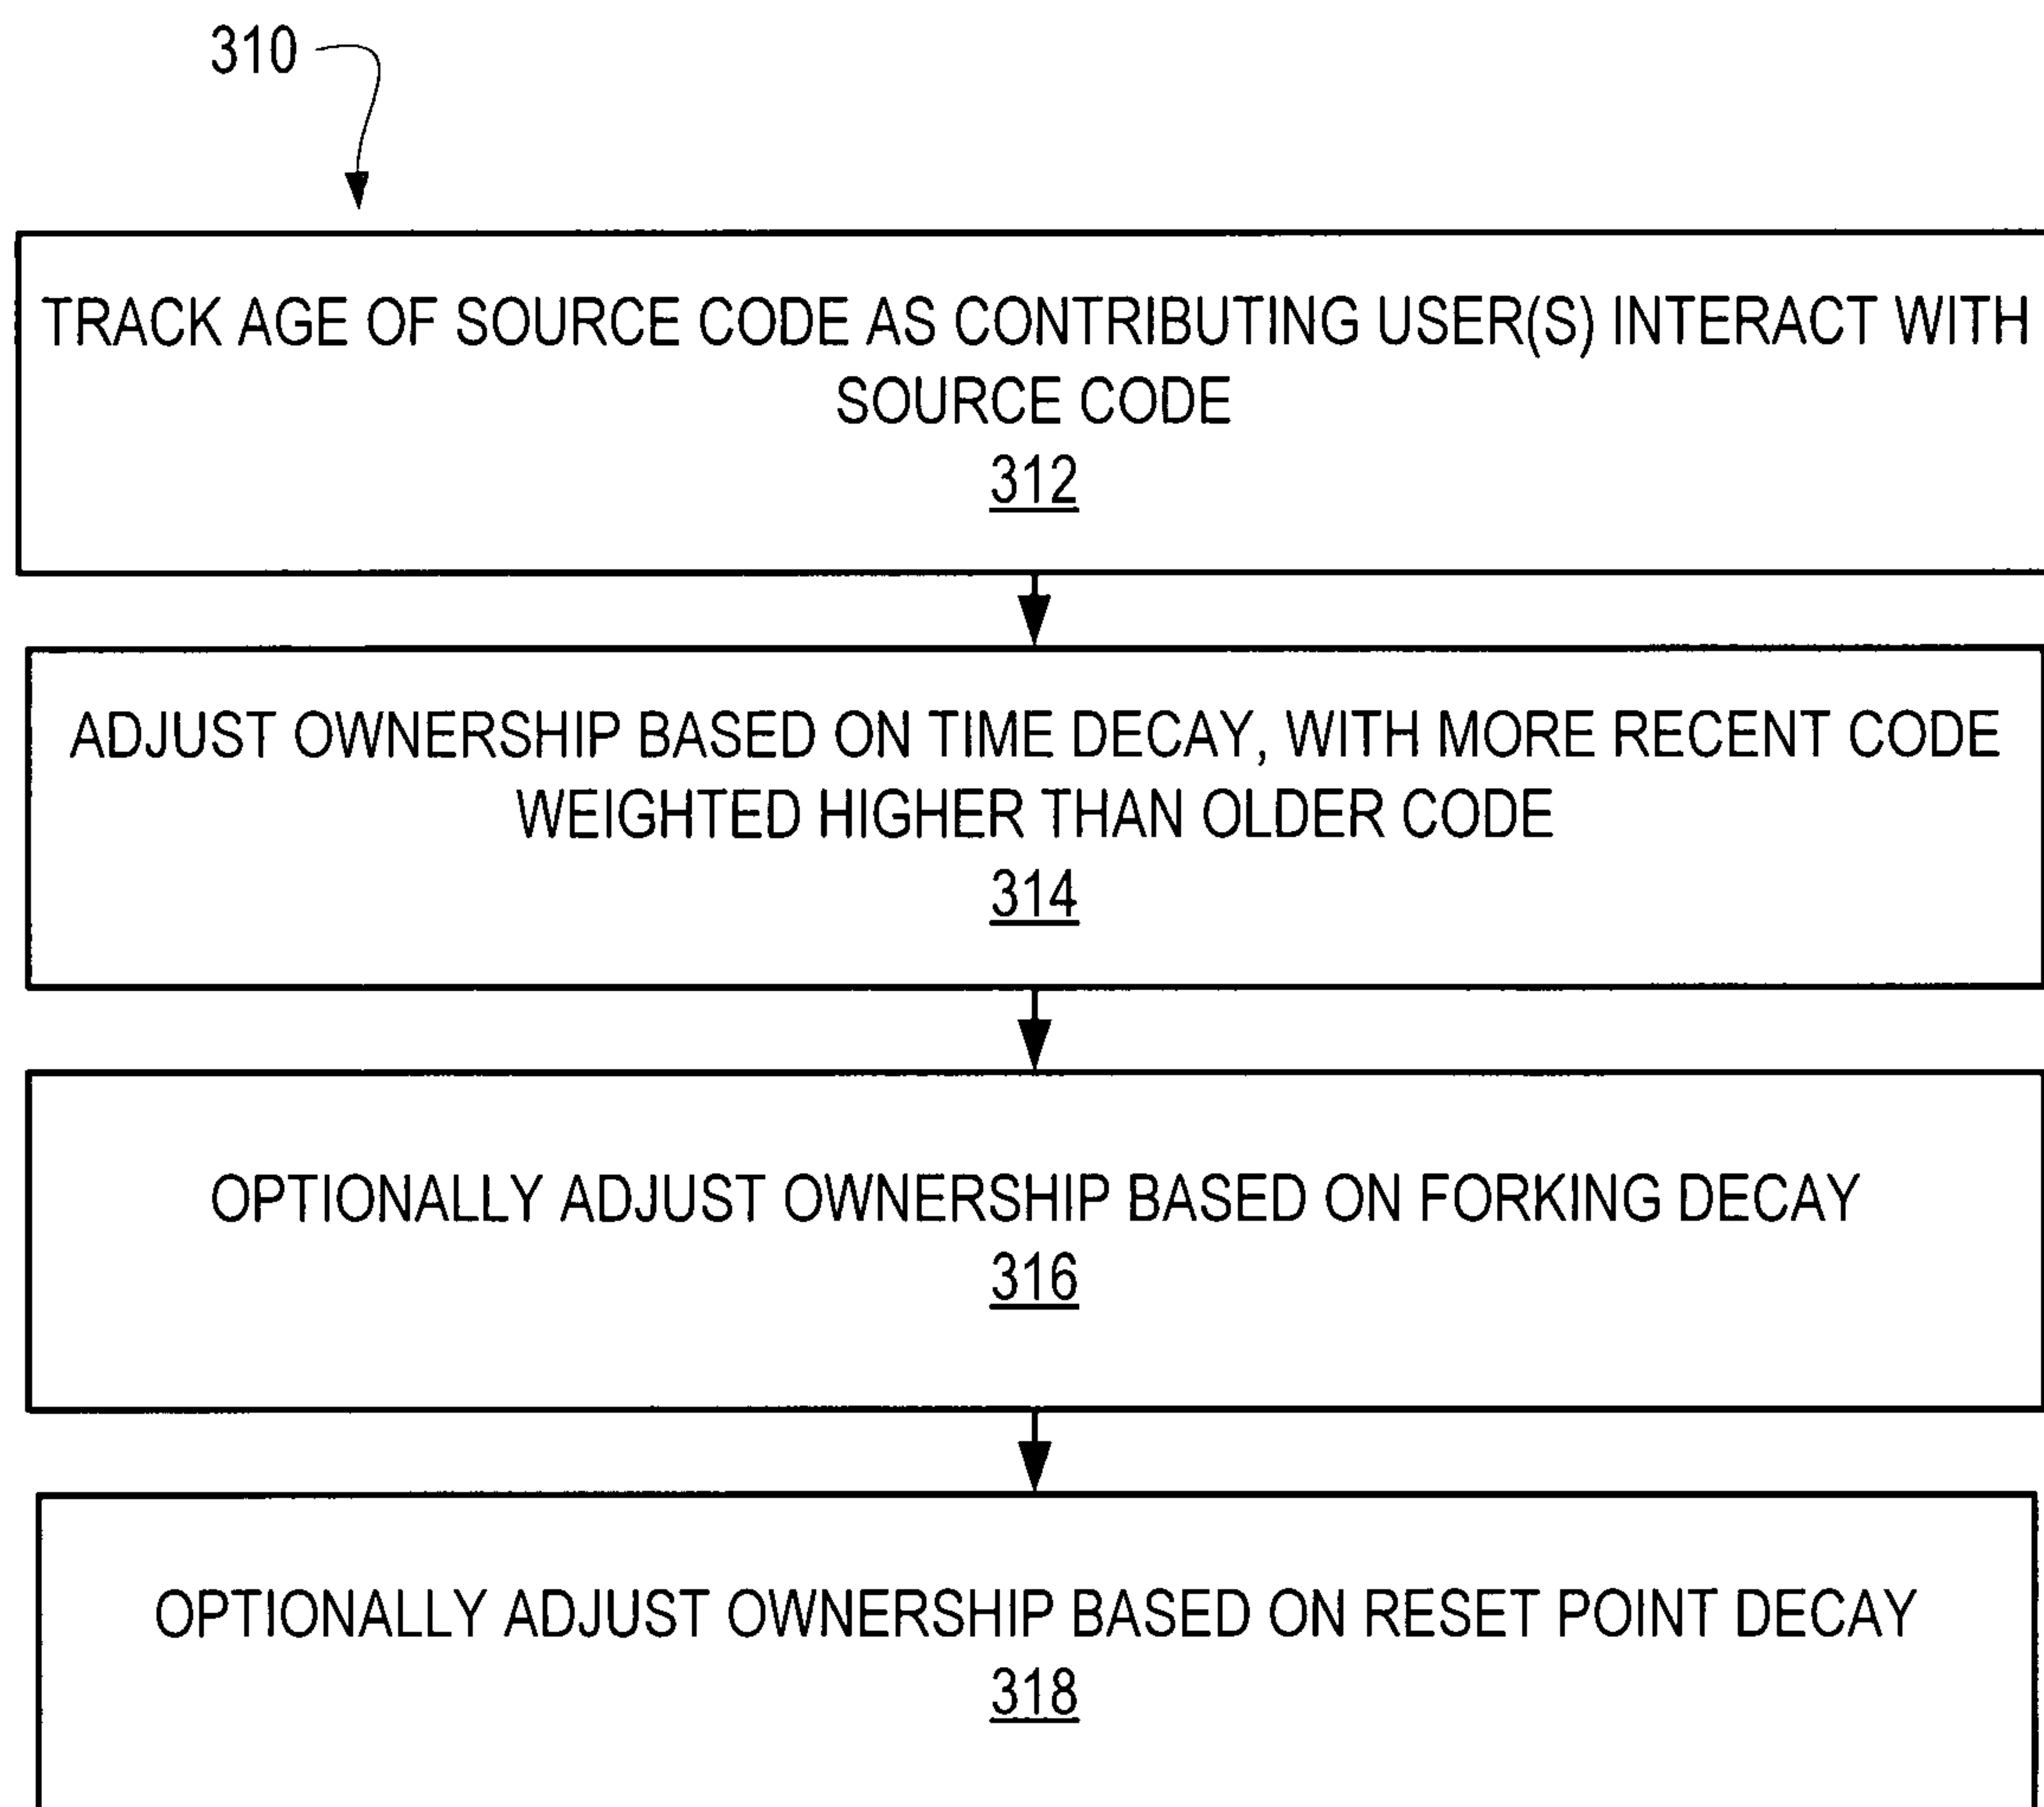 310
TRACK AGE OF SOURCE CODE AS CONTRIBUTING USER(S) INTERACT WITH
SOURCE CODE
312
ADJUST OWNERSHIP BASED ON TIME DECAY, WITH MORE RECENT CODE
WEIGHTED HIGHER THAN OLDER CODE
314
OPTIONALLY ADJUST OWNERSHIP BASED ON FORKING DECAY
316
OPTIONALLY ADJUST OWNERSHIP BASED ON RESET POINT DECAY
318